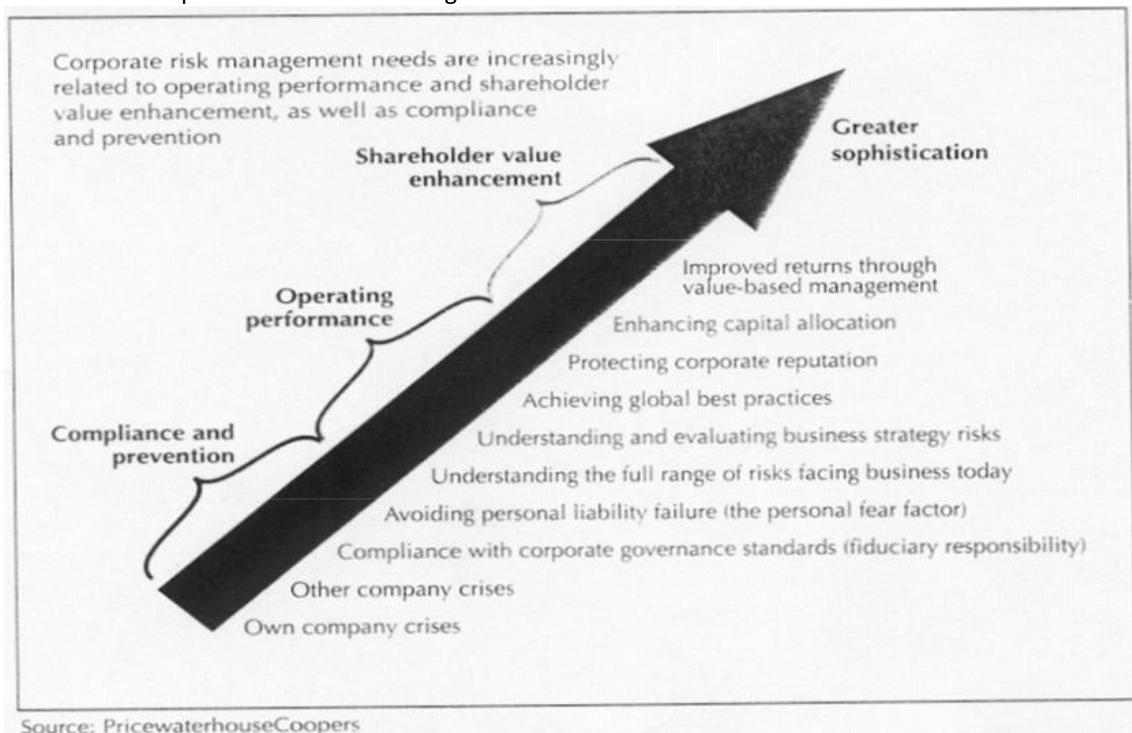 Corporate risk management needs are increasingly
related to operating performance and shareholder
value enhancement, as well as compliance
and prevention
Shareholder value
enhancement
Greater
sophistication
Operating
performance
Compliance and
prevention
Improved returns through
value-based management
Enhancing capital allocation
Protecting corporate reputation
Achieving global best practices
Understanding and evaluating business strategy risks
Understanding the full range of risks facing business today
Avoiding personal liability failure (the personal fear factor)
Compliance with corporate governance standards (fiduciary responsibility)
Other company crises
Own company crises
Source: PricewaterhouseCoopers